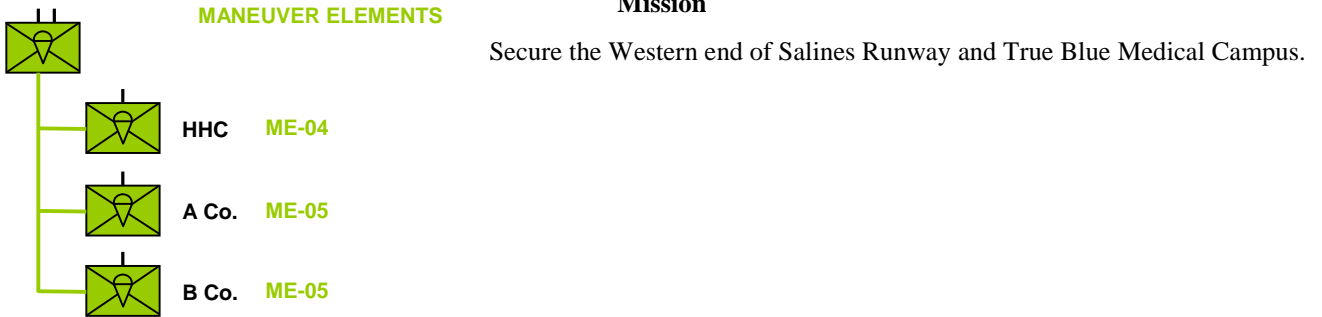 MANEUVER ELEMENTS
Mission
Secure the Western end of Salines Runway and True Blue Medical Campus.
HHC ME-04
A Co. ME-05
B Co. ME-05